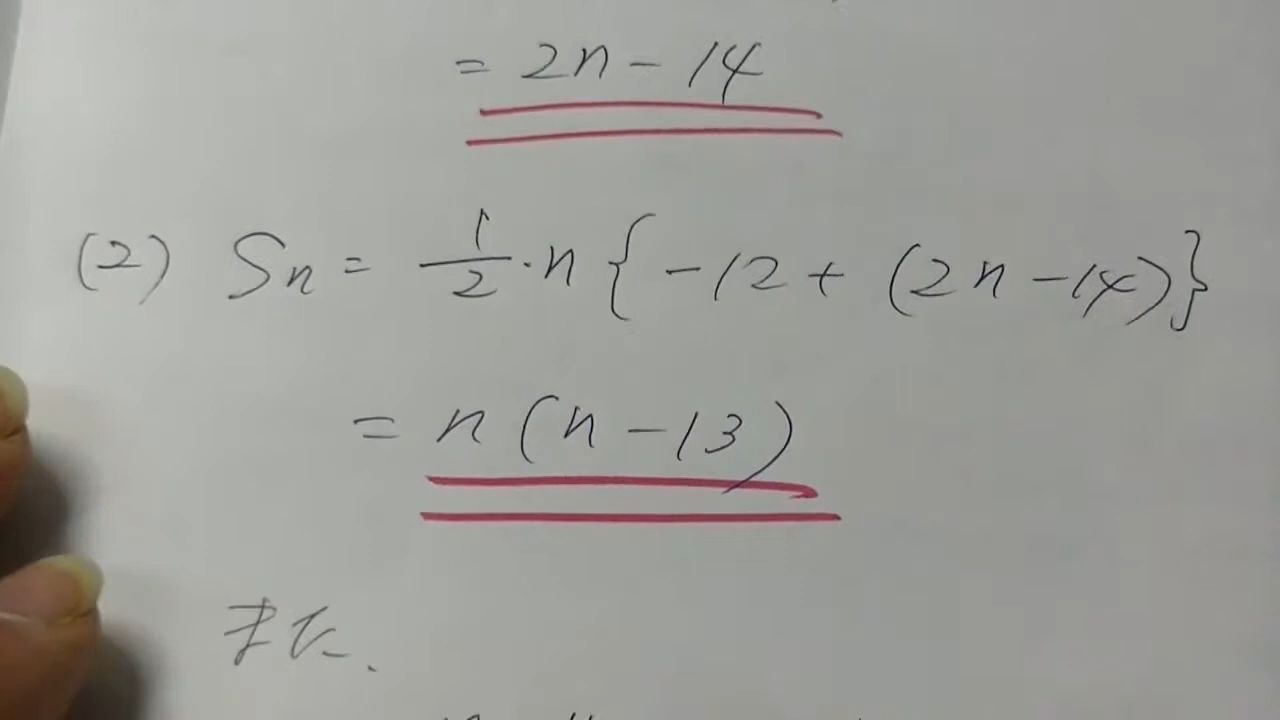 = 2n - 14
(2) Sn = 1/2 · n { -12 + (2n - 14) }
= n (n - 13)
また、